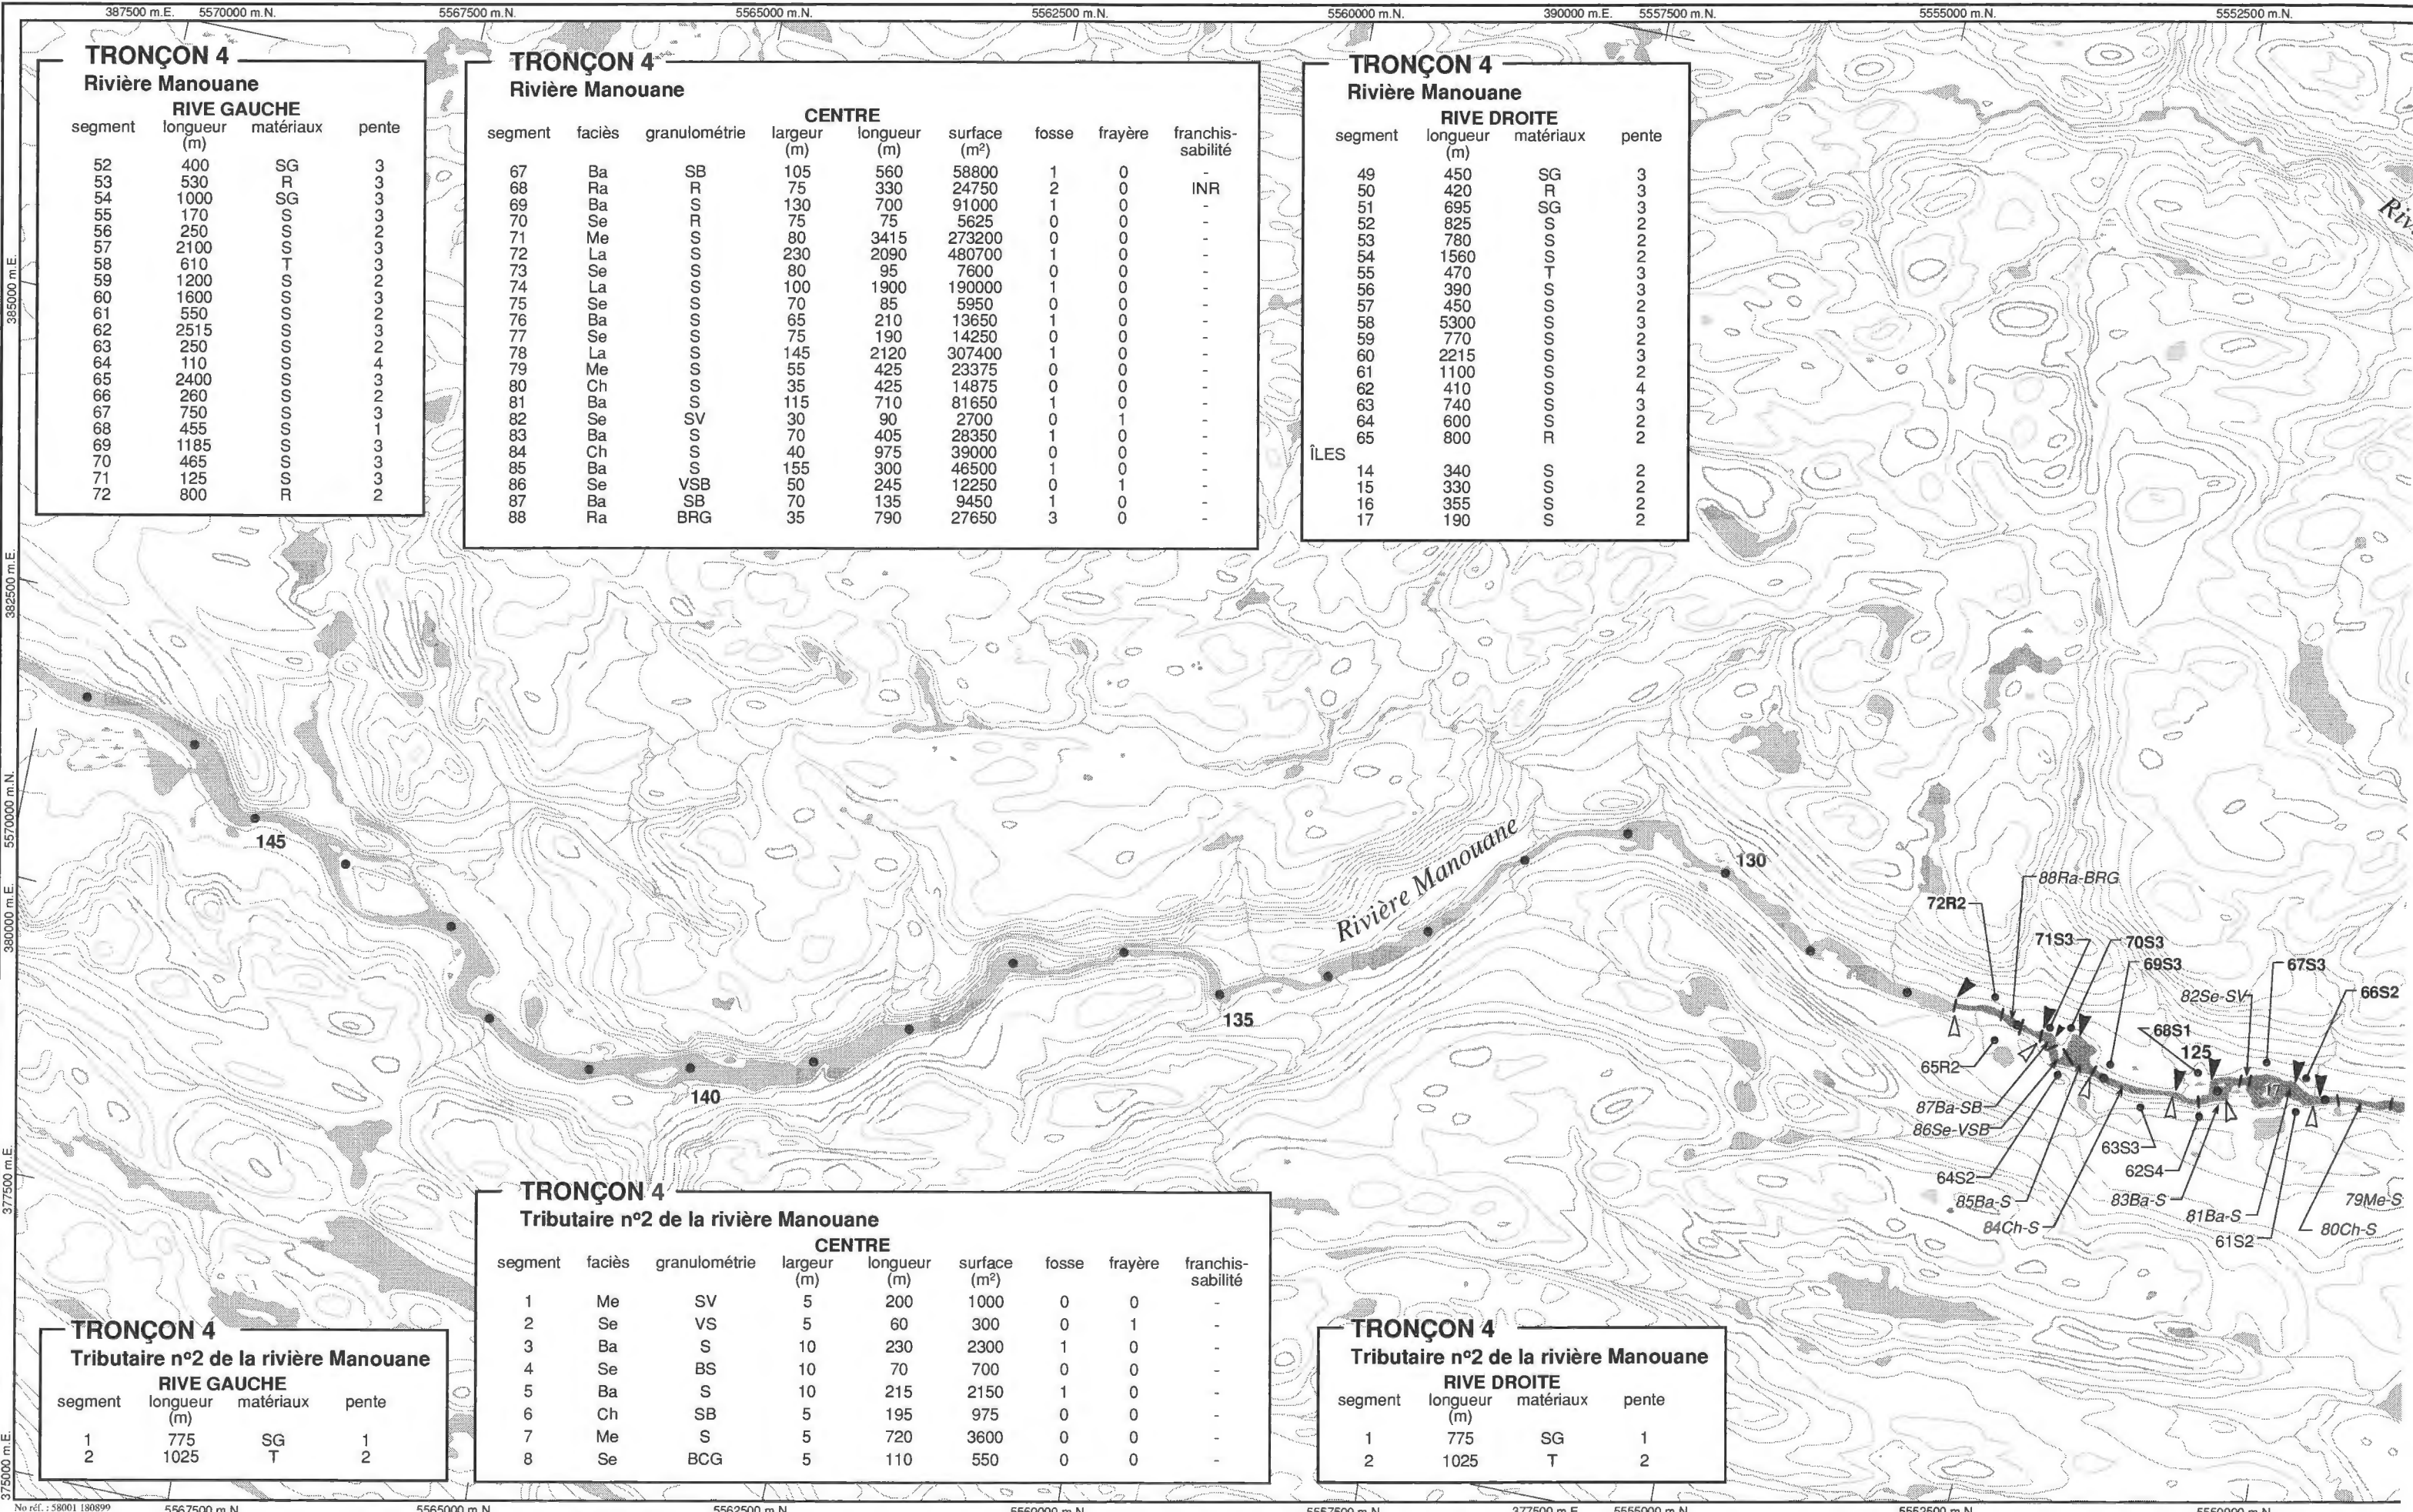 387500 m.E. 5570000 m.N. 5567500 m.N. 5565000 m.N. 5562500 m.N. 5560000 m.N. 390000 m.E. 5557500 m.N. 5555000 m.N. 5552500 m.N.
TRONÇON 4
Rivière Manouane
RIVE GAUCHE
segment longueur (m) matériaux pente
52 400 SG 3
53 530 R 3
54 1000 SG 3
55 170 S 3
56 250 S 2
57 2100 S 3
58 610 T 3
59 1200 S 2
60 1600 S 3
61 550 S 2
62 2515 S 3
63 250 S 2
64 110 S 4
65 2400 S 3
66 260 S 2
67 750 S 3
68 455 S 1
69 1185 S 3
70 465 S 3
71 125 S 3
72 800 R 2
TRONÇON 4
Rivière Manouane
CENTRE
segment faciès granulométrie largeur (m) longueur (m) surface (m²) fosse frayère franchis-sabilité
67 Ba SB 105 560 58800 1 0 -
68 Ra R 75 330 24750 2 0 INR
69 Ba S 130 700 91000 1 0 -
70 Se R 75 75 5625 0 0 -
71 Me S 80 3415 273200 0 0 -
72 La S 230 2090 480700 1 0 -
73 Se S 80 95 7600 0 0 -
74 La S 100 1900 190000 1 0 -
75 Se S 70 85 5950 0 0 -
76 Ba S 65 210 13650 1 0 -
77 Se S 75 190 14250 0 0 -
78 La S 145 2120 307400 1 0 -
79 Me S 55 425 23375 0 0 -
80 Ch S 35 425 14875 0 0 -
81 Ba S 115 710 81650 1 0 -
82 Se SV 30 90 2700 0 1 -
83 Ba S 70 405 28350 1 0 -
84 Ch S 40 975 39000 0 0 -
85 Ba S 155 300 46500 1 0 -
86 Se VSB 50 245 12250 0 1 -
87 Ba SB 70 135 9450 1 0 -
88 Ra BRG 35 790 27650 3 0 -
TRONÇON 4
Rivière Manouane
RIVE DROITE
segment longueur (m) matériaux pente
49 450 SG 3
50 420 R 3
51 695 SG 3
52 825 S 2
53 780 S 2
54 1560 S 2
55 470 T 3
56 390 S 3
57 450 S 2
58 5300 S 3
59 770 S 2
60 2215 S 3
61 1100 S 2
62 410 S 4
63 740 S 3
64 600 S 2
65 800 R 2
ÎLES
14 340 S 2
15 330 S 2
16 355 S 2
17 190 S 2
385000 m.E.
382500 m.E.
5570000 m.N.
380000 m.E.
377500 m.E.
375000 m.E.
145
140
135
130
125
Rivière Manouane
88Ra-BRG
72R2
71S3
70S3
69S3
67S3
82Se-SV
66S2
68S1
17
65R2
87Ba-SB
86Se-VSB
63S3
62S4
64S2
85Ba-S
83Ba-S
79Me-S
84Ch-S
81Ba-S
80Ch-S
61S2
TRONÇON 4
Tributaire nº2 de la rivière Manouane
CENTRE
segment faciès granulométrie largeur (m) longueur (m) surface (m²) fosse frayère franchis-sabilité
1 Me SV 5 200 1000 0 0 -
2 Se VS 5 60 300 0 1 -
3 Ba S 10 230 2300 1 0 -
4 Se BS 10 70 700 0 0 -
5 Ba S 10 215 2150 1 0 -
6 Ch SB 5 195 975 0 0 -
7 Me S 5 720 3600 0 0 -
8 Se BCG 5 110 550 0 0 -
TRONÇON 4
Tributaire nº2 de la rivière Manouane
RIVE GAUCHE
segment longueur (m) matériaux pente
1 775 SG 1
2 1025 T 2
TRONÇON 4
Tributaire nº2 de la rivière Manouane
RIVE DROITE
segment longueur (m) matériaux pente
1 775 SG 1
2 1025 T 2
No réf. : 58001 180899
5567500 m.N. 5565000 m.N. 5562500 m.N. 5560000 m.N. 5557500 m.N. 377500 m.E. 5555000 m.N. 5552500 m.N. 5550000 m.N.